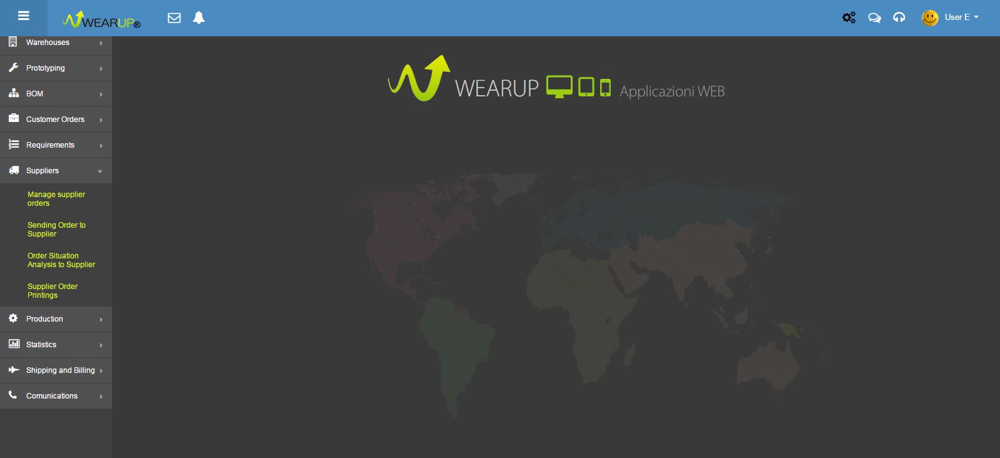 WEARUP®
User E
Warehouses
Prototyping
BOM
Customer Orders
Requirements
Suppliers
Manage supplier
orders
Sending Order to
Supplier
Order Situation
Analysis to Supplier
Supplier Order
Printings
Production
Statistics
Shipping and Billing
Comunications
WEARUP Applicazioni WEB